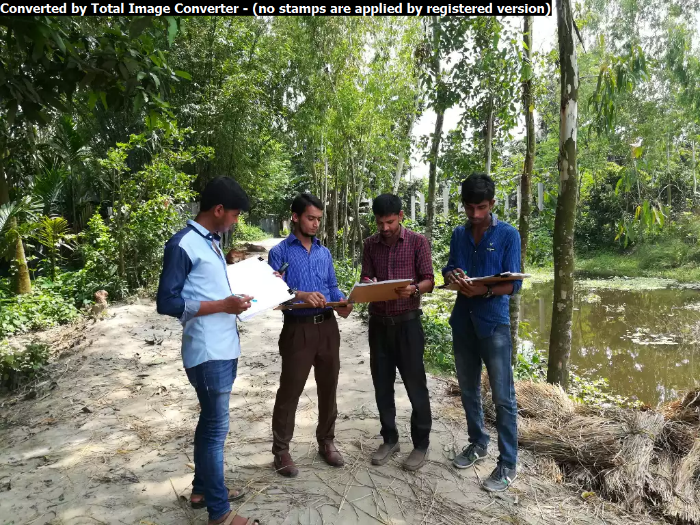 Converted by Total Image Converter - (no stamps are applied by registered version)